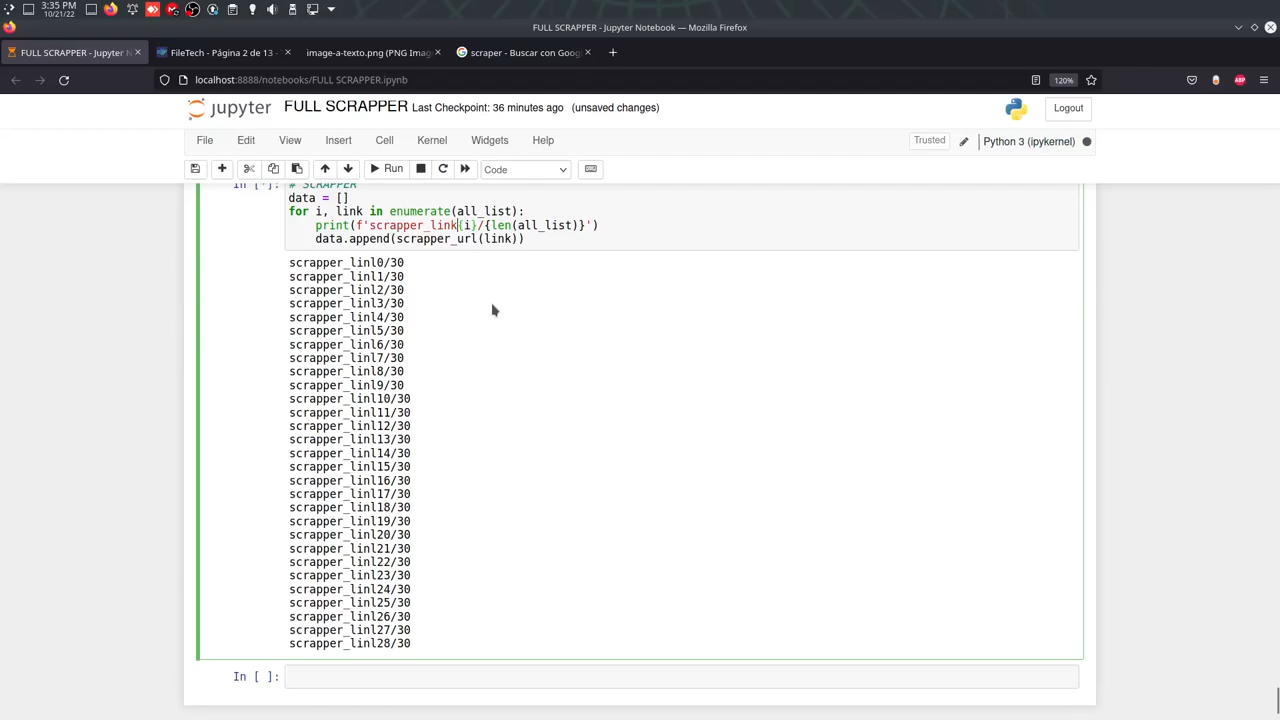 3:35 PM
10/21/22
FULL SCRAPPER - Jupyter Notebook — Mozilla Firefox
FULL SCRAPPER - Jupyter N
FileTech - Página 2 de 13 -
image-a-texto.png (PNG Imag
scraper - Buscar con Goog
localhost:8888/notebooks/FULL SCRAPPER.ipynb
120%
ABP
jupyter
FULL SCRAPPER
Last Checkpoint: 36 minutes ago
(unsaved changes)
Logout
File
Edit
View
Insert
Cell
Kernel
Widgets
Help
Trusted
Python 3 (ipykernel)
Run
Code
In [*]:
# SCRAPPER
data = []
for i, link in enumerate(all_list):
    print(f'scrapper_link{i}/{len(all_list)}')
    data.append(scrapper_url(link))
scrapper_linl0/30
scrapper_linl1/30
scrapper_linl2/30
scrapper_linl3/30
scrapper_linl4/30
scrapper_linl5/30
scrapper_linl6/30
scrapper_linl7/30
scrapper_linl8/30
scrapper_linl9/30
scrapper_linl10/30
scrapper_linl11/30
scrapper_linl12/30
scrapper_linl13/30
scrapper_linl14/30
scrapper_linl15/30
scrapper_linl16/30
scrapper_linl17/30
scrapper_linl18/30
scrapper_linl19/30
scrapper_linl20/30
scrapper_linl21/30
scrapper_linl22/30
scrapper_linl23/30
scrapper_linl24/30
scrapper_linl25/30
scrapper_linl26/30
scrapper_linl27/30
scrapper_linl28/30
In [ ]: